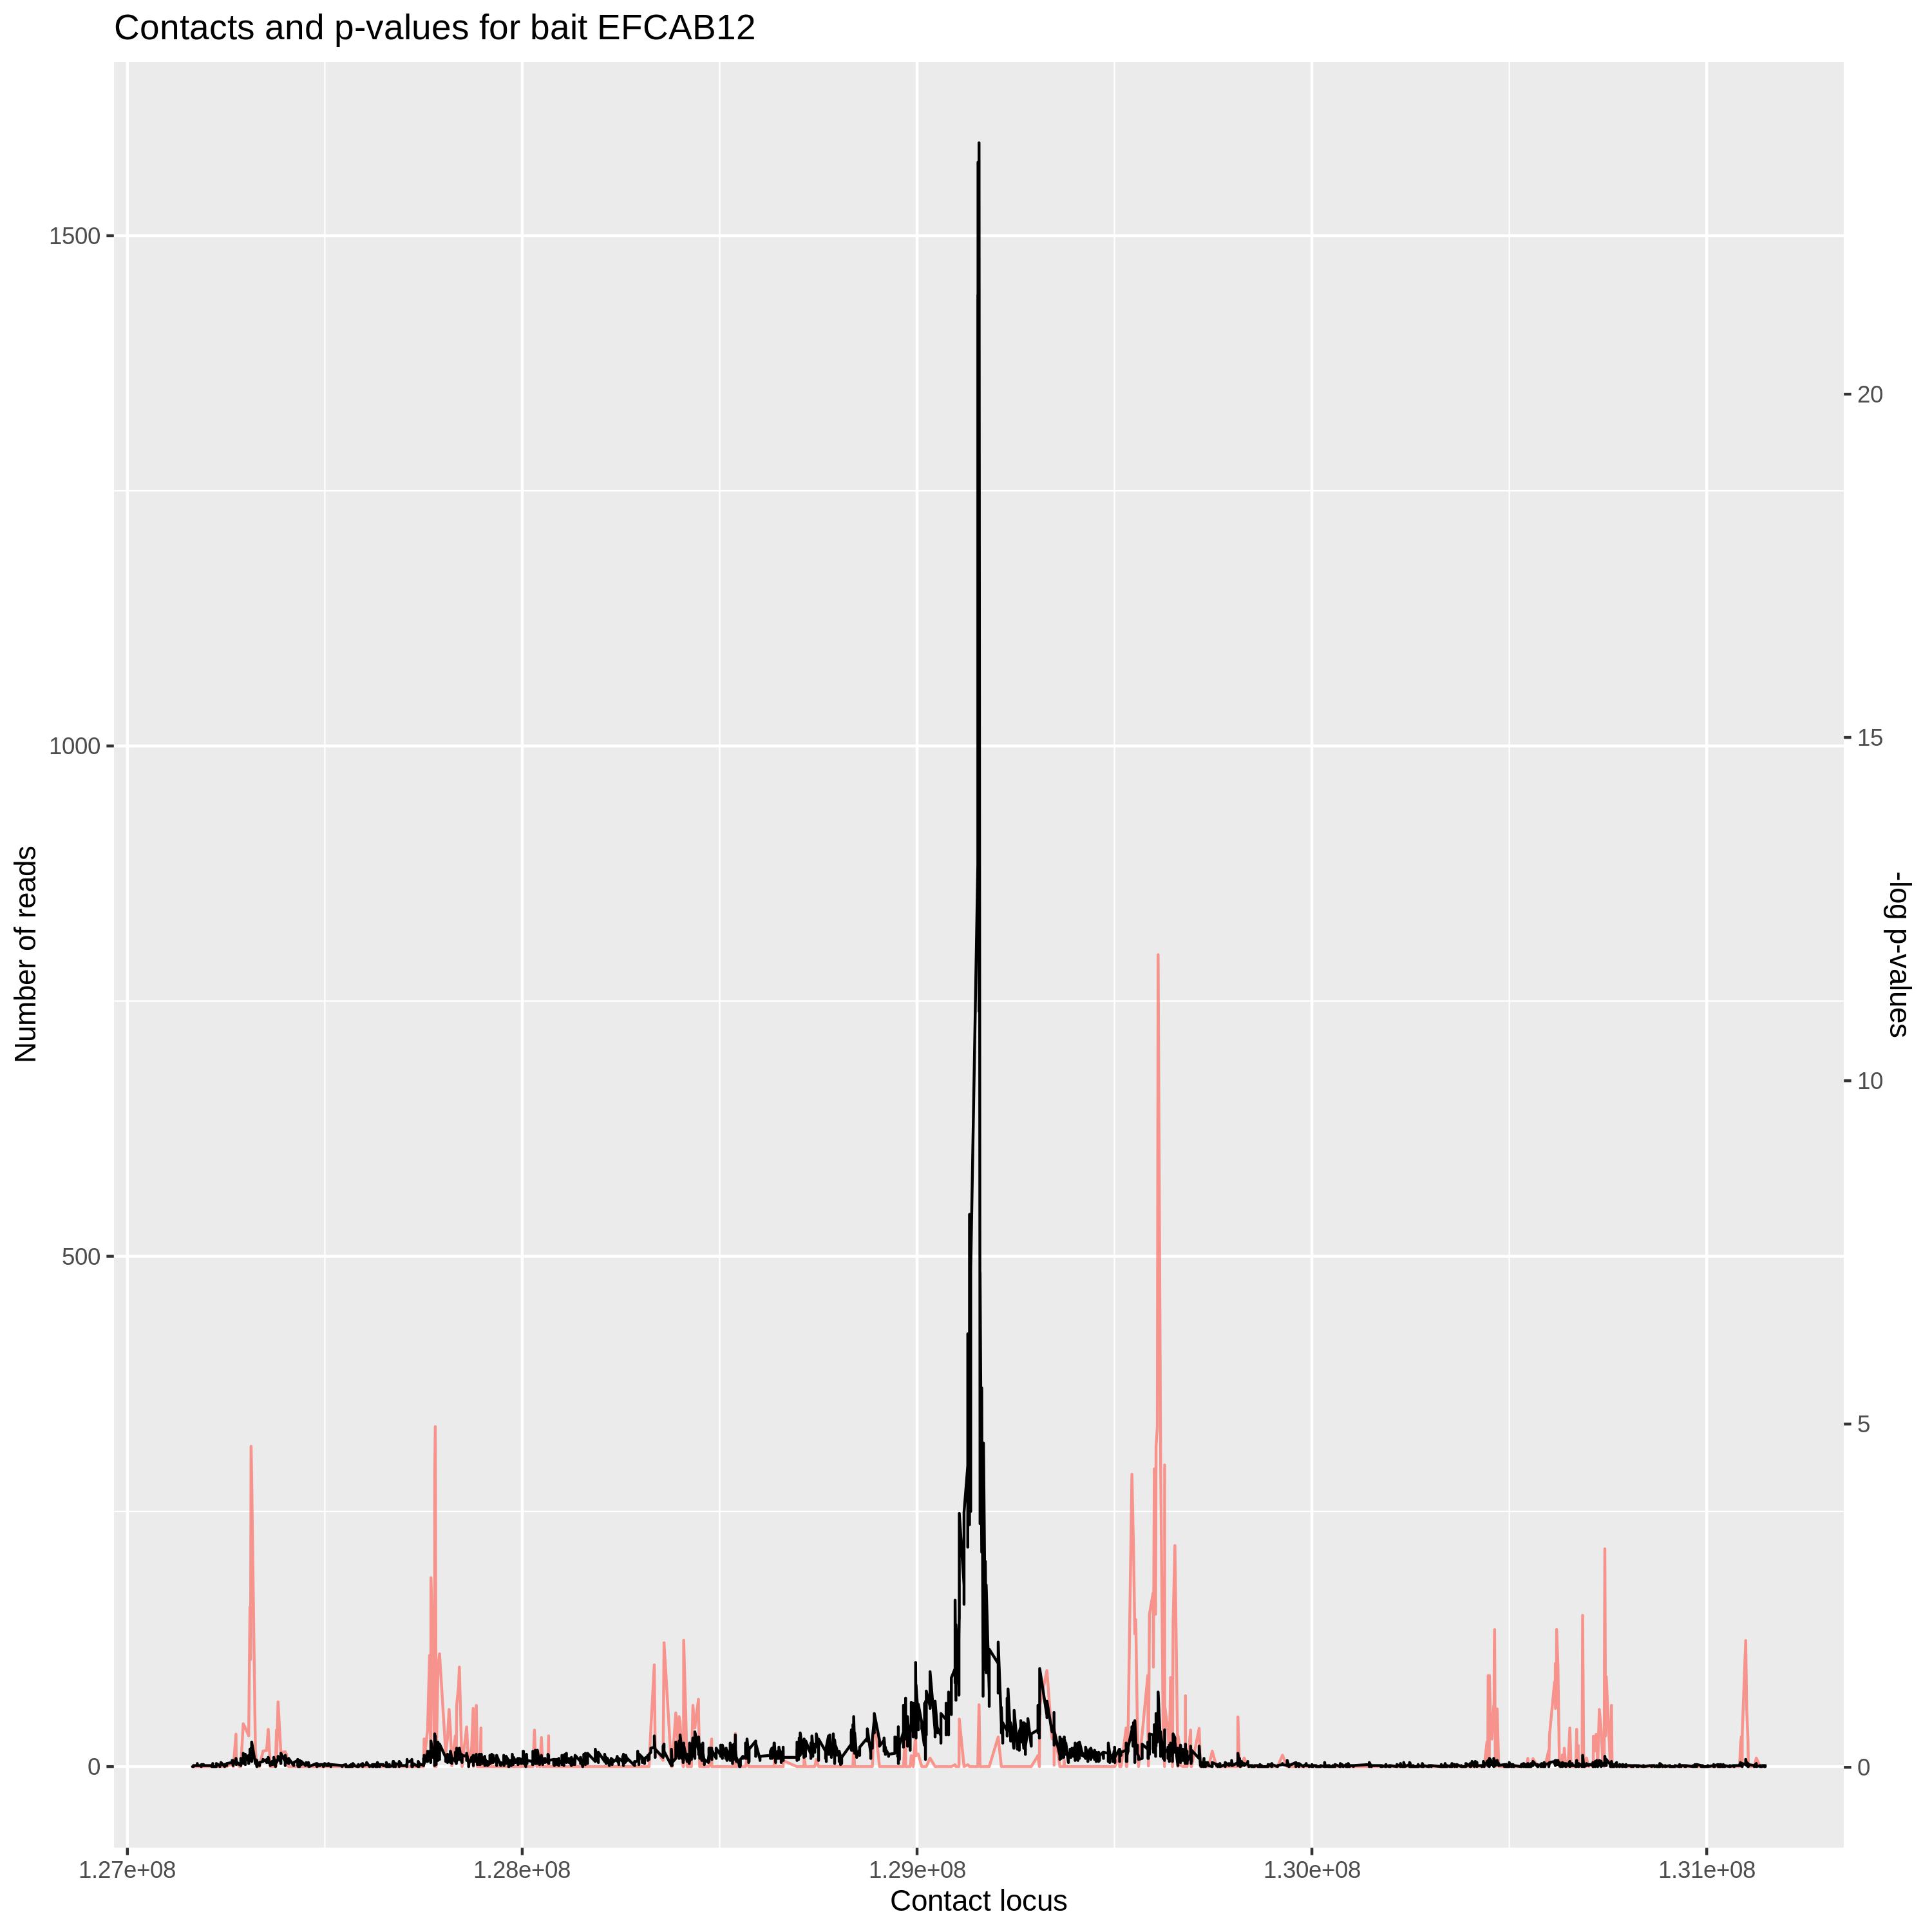 Contacts and p-values for bait EFCAB12
1500
1000
500
0
Number of reads
20
15
10
5
0
-log p-values
1.27e+08
1.28e+08
1.29e+08
1.30e+08
1.31e+08
Contact locus